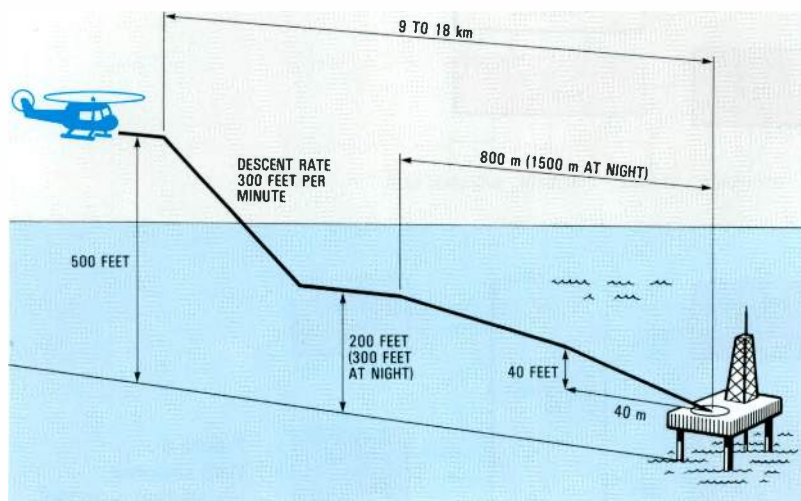 9 TO 18 km
800 m (1500 m AT NIGHT)
DESCENT RATE
300 FEET PER
MINUTE
500 FEET
200 FEET
(300 FEET
AT NIGHT)
40 FEET
40 m